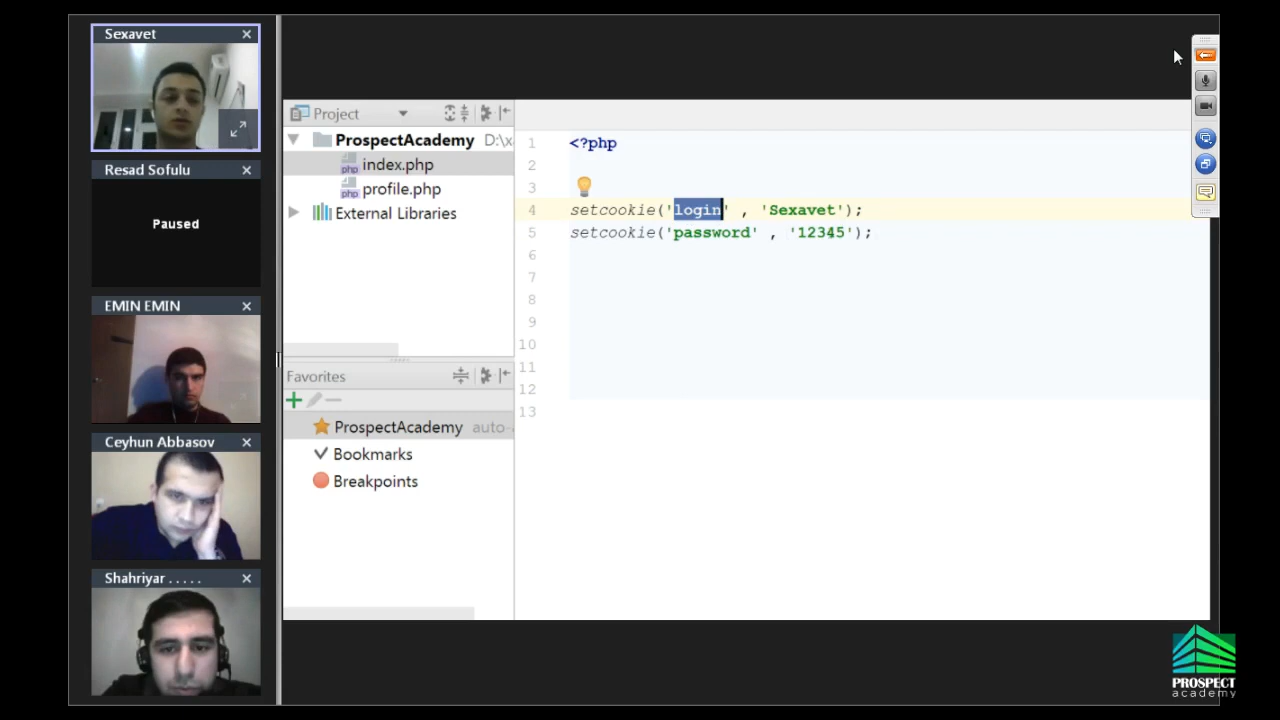 Sexavet
Resad Sofulu
Paused
EMIN EMIN
Ceyhun Abbasov
Shahriyar . . . . .
Project
ProspectAcademy D:\x
php index.php
php profile.php
External Libraries
Favorites
ProspectAcademy auto-
Bookmarks
Breakpoints
1 <?php
2
3
4 setcookie('login' , 'Sexavet');
5 setcookie('password' , '12345');
6
7
8
9
10
11
12
13
PROSPECT
academy